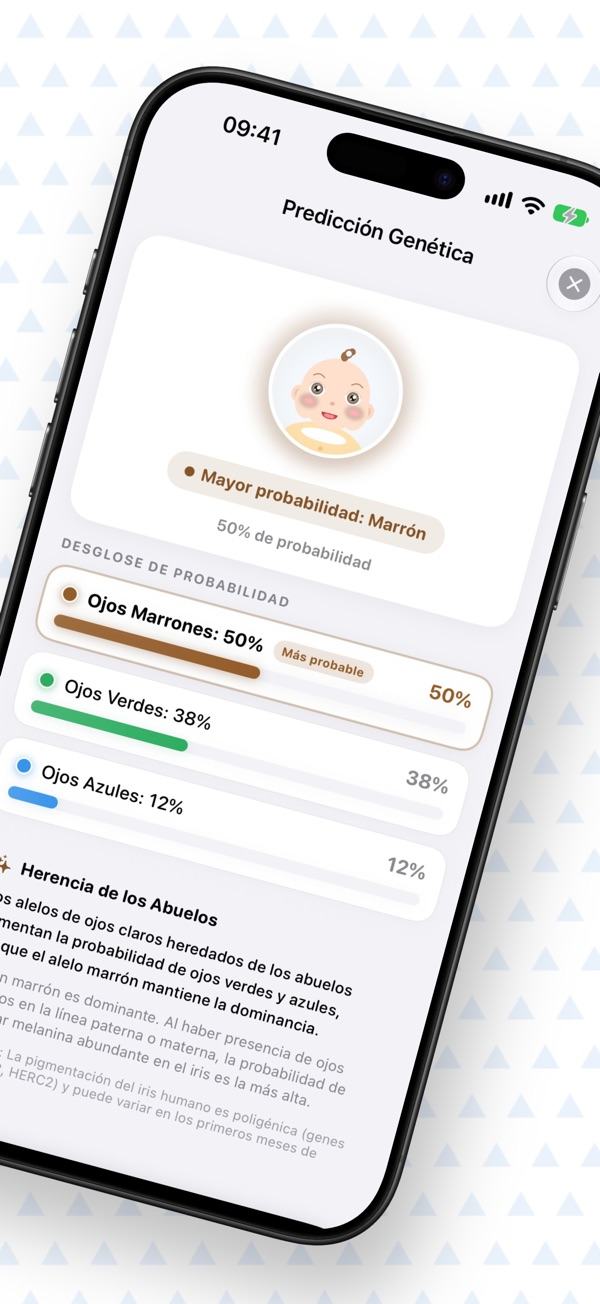 09:41
Predicción Genética
Mayor probabilidad: Marrón
50% de probabilidad
DESGLOSE DE PROBABILIDAD
Ojos Marrones: 50%
Más probable
50%
Ojos Verdes: 38%
38%
Ojos Azules: 12%
12%
Herencia de los Abuelos
alelos de ojos claros heredados de los abuelos
la probabilidad de ojos verdes y azules,
que el alelo marrón mantiene la dominancia.
marrón es dominante. Al haber presencia de ojos
en la línea paterna o materna, la probabilidad de
melanina abundante en el iris es la más alta.
La pigmentación del iris humano es poligénica (genes
HERC2) y puede variar en los primeros meses de